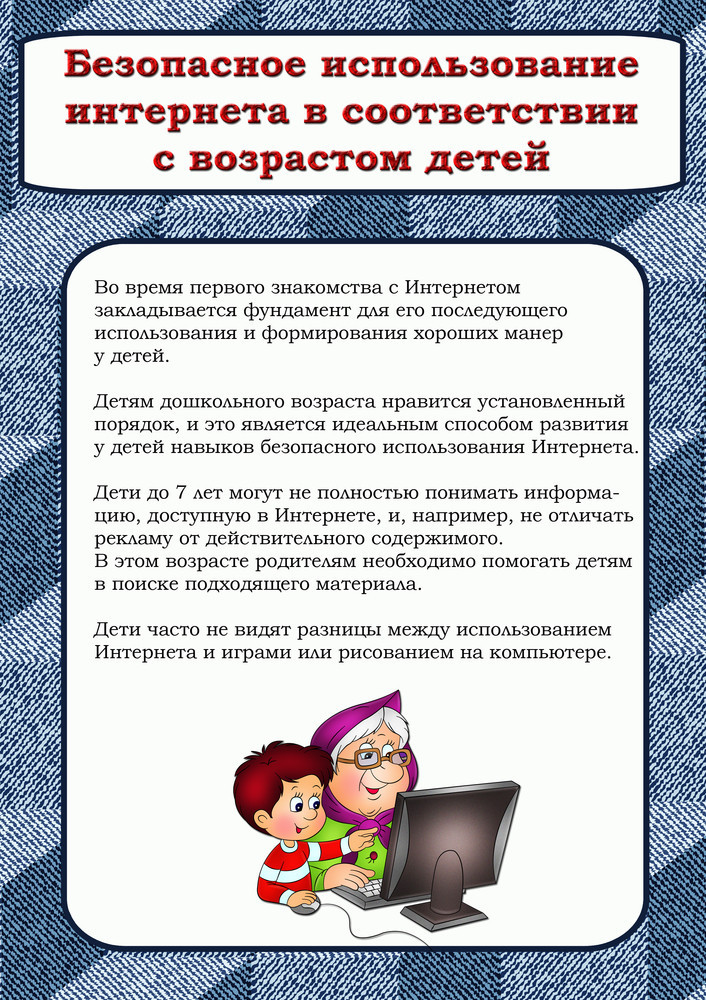 Безопасное использование
интернета в соответствии
с возрастом детей
Во время первого знакомства с Интернетом
закладывается фундамент для его последующего
использования и формирования хороших манер
у детей.
Детям дошкольного возраста нравится установленный
порядок, и это является идеальным способом развития
у детей навыков безопасного использования Интернета.
Дети до 7 лет могут не полностью понимать информа-
цию, доступную в Интернете, и, например, не отличать
рекламу от действительного содержимого.
В этом возрасте родителям необходимо помогать детям
в поиске подходящего материала.
Дети часто не видят разницы между использованием
Интернета и играми или рисованием на компьютере.